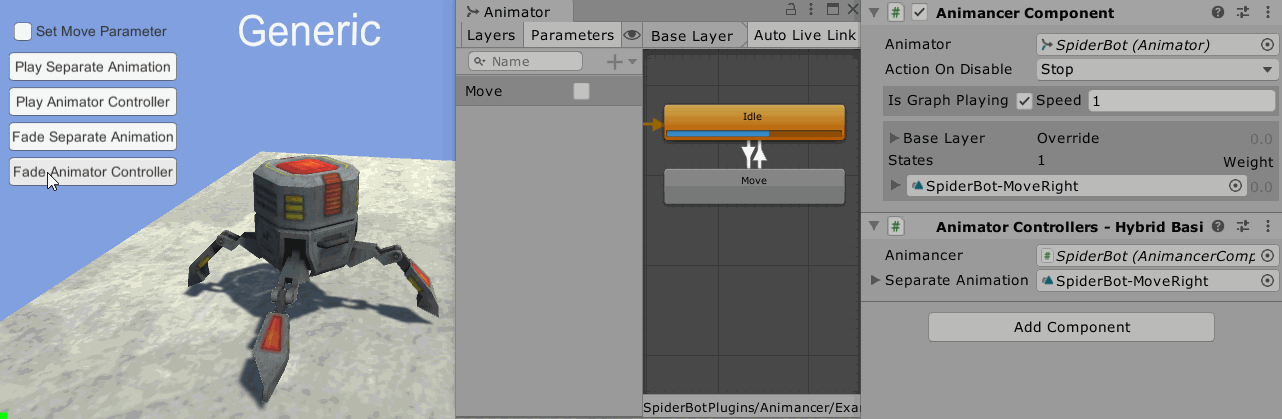 Generic
Set Move Parameter
Play Separate Animation
Play Animator Controller
Fade Separate Animation
Fade Animator Controller
Animator
Layers
Parameters
Base Layer
Auto Live Link
Name
Move
Idle
Move
SpiderBotPlugins/Animancer/Exa
Animancer Component
Animator
SpiderBot (Animator)
Action On Disable
Stop
Is Graph Playing
Speed
1
Base Layer
Override
0.0
States
1
Weight
SpiderBot-MoveRight
0.0
Animator Controllers - Hybrid Basi
Animancer
SpiderBot (AnimancerComp
Separate Animation
SpiderBot-MoveRight
Add Component